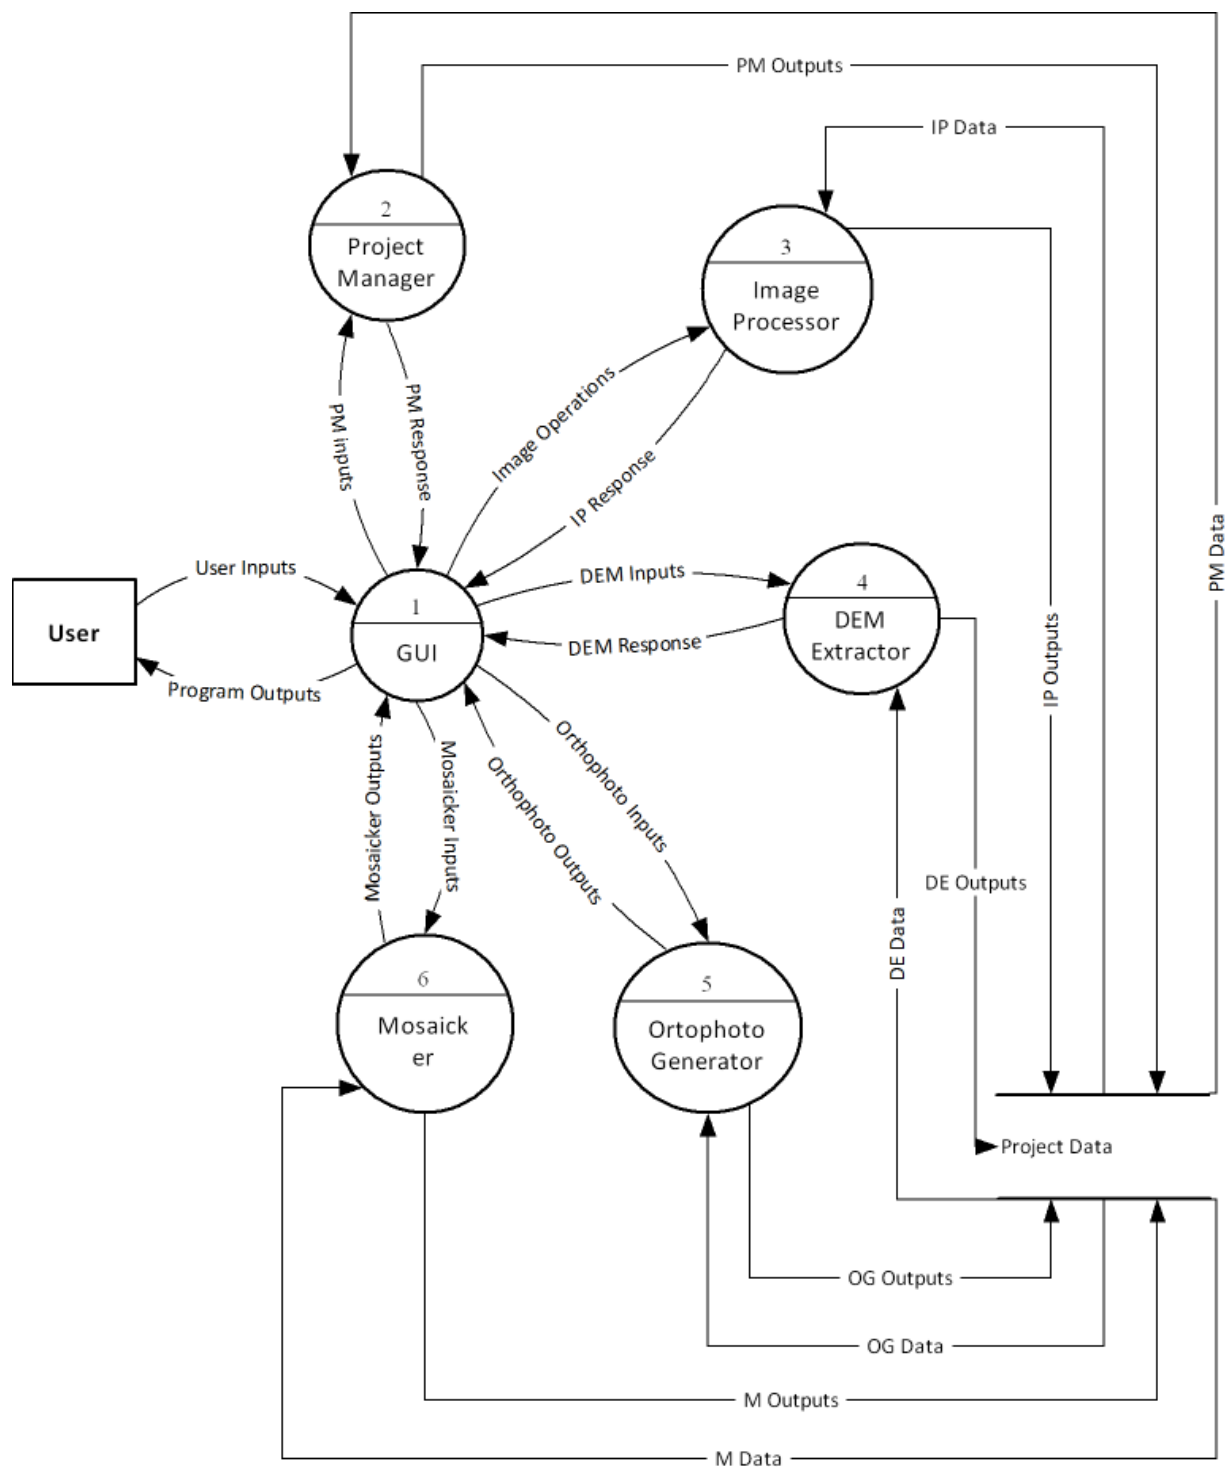 PM Outputs
IP Data
2
Project
Manager
3
Image
Processor
PM inputs
PM Response
Image Operations
IP Response
PM Data
User Inputs
DEM Inputs
4
DEM
Extractor
1
GUI
User
DEM Response
Program Outputs
IP Outputs
Mosaicker Outputs
Mosaicker Inputs
Orthophoto Outputs
Orthophoto Inputs
DE Outputs
DE Data
6
Mosaick
er
5
Ortophoto
Generator
Project Data
OG Outputs
OG Data
M Outputs
M Data